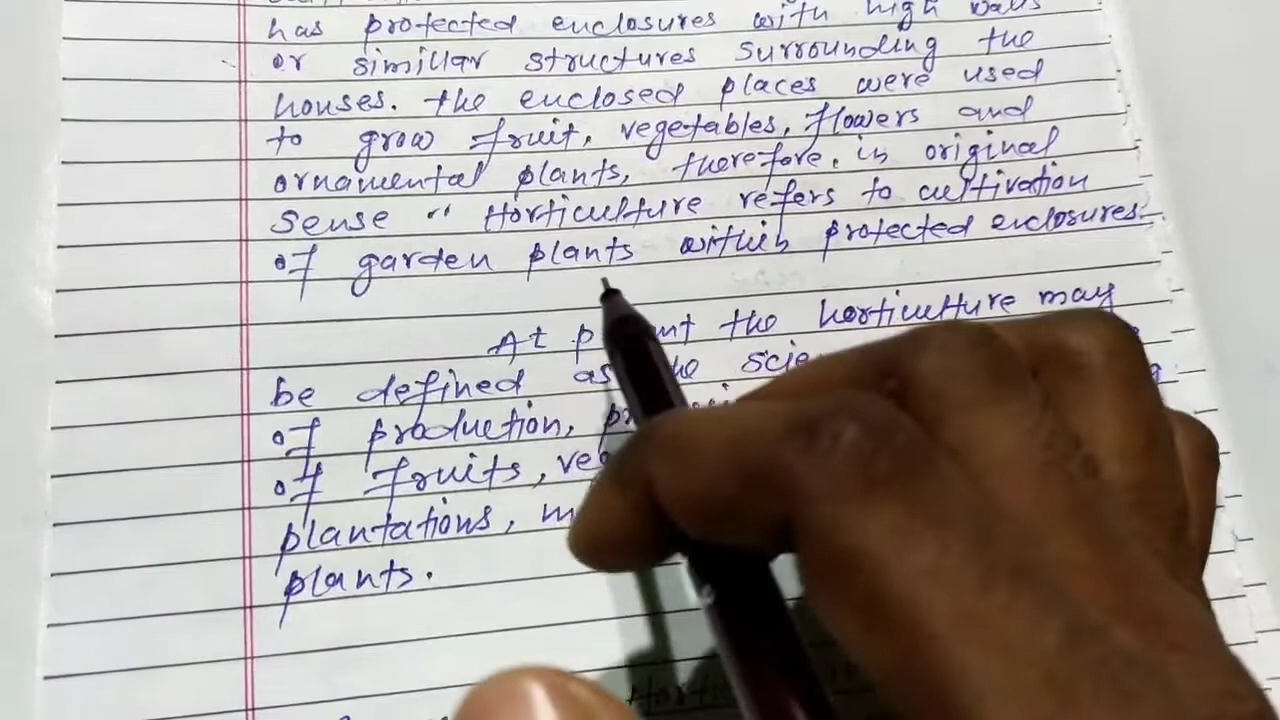 has protected enclosures with high walls
or simillar structures surrounding the
houses. the enclosed places were used
to grow fruit, vegetables, flowers and
ornamental plants, therefore, in original
sense " Horticulture refers to cultivation
of garden plants within protected enclosures.
At the horticulture may
be defined as the
of production,
of fruits,
plantations,
plants.